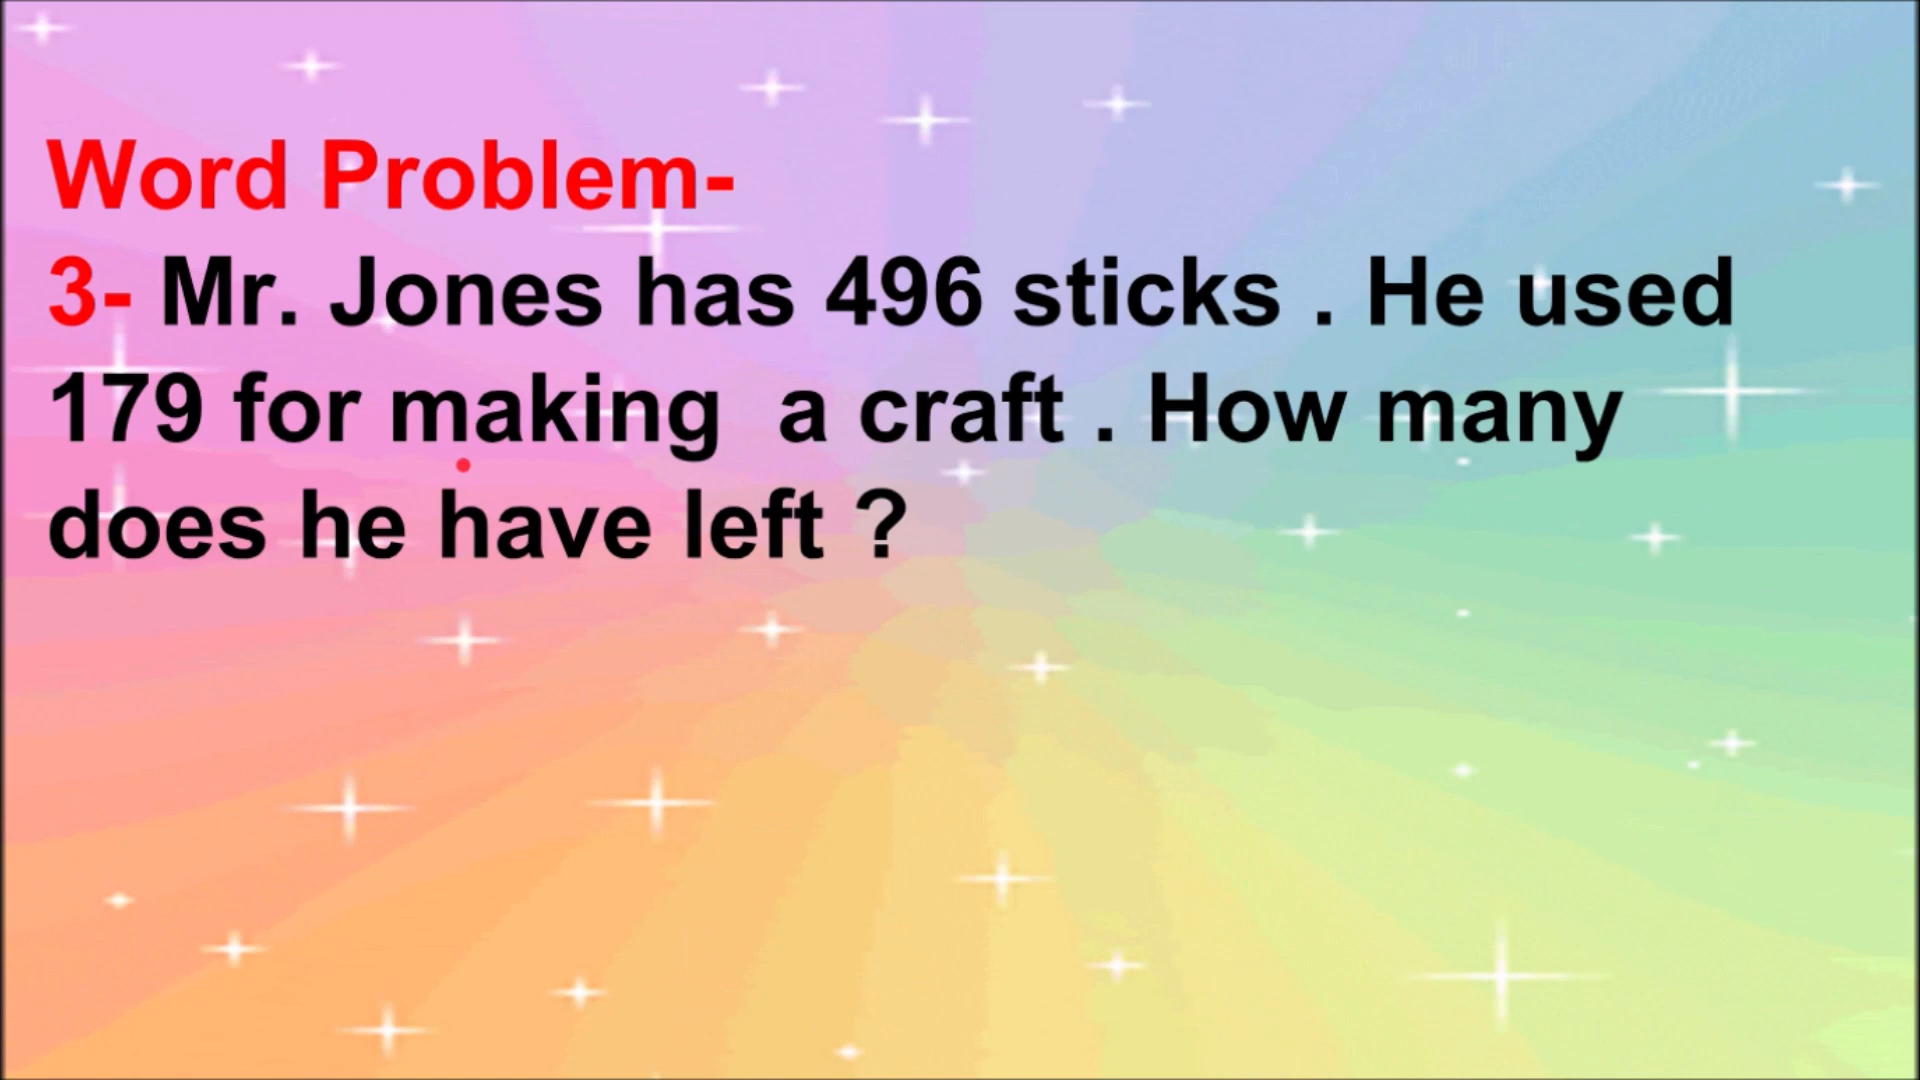 Word Problem-
3- Mr. Jones has 496 sticks . He used
179 for making  a craft . How many
does he have left ?